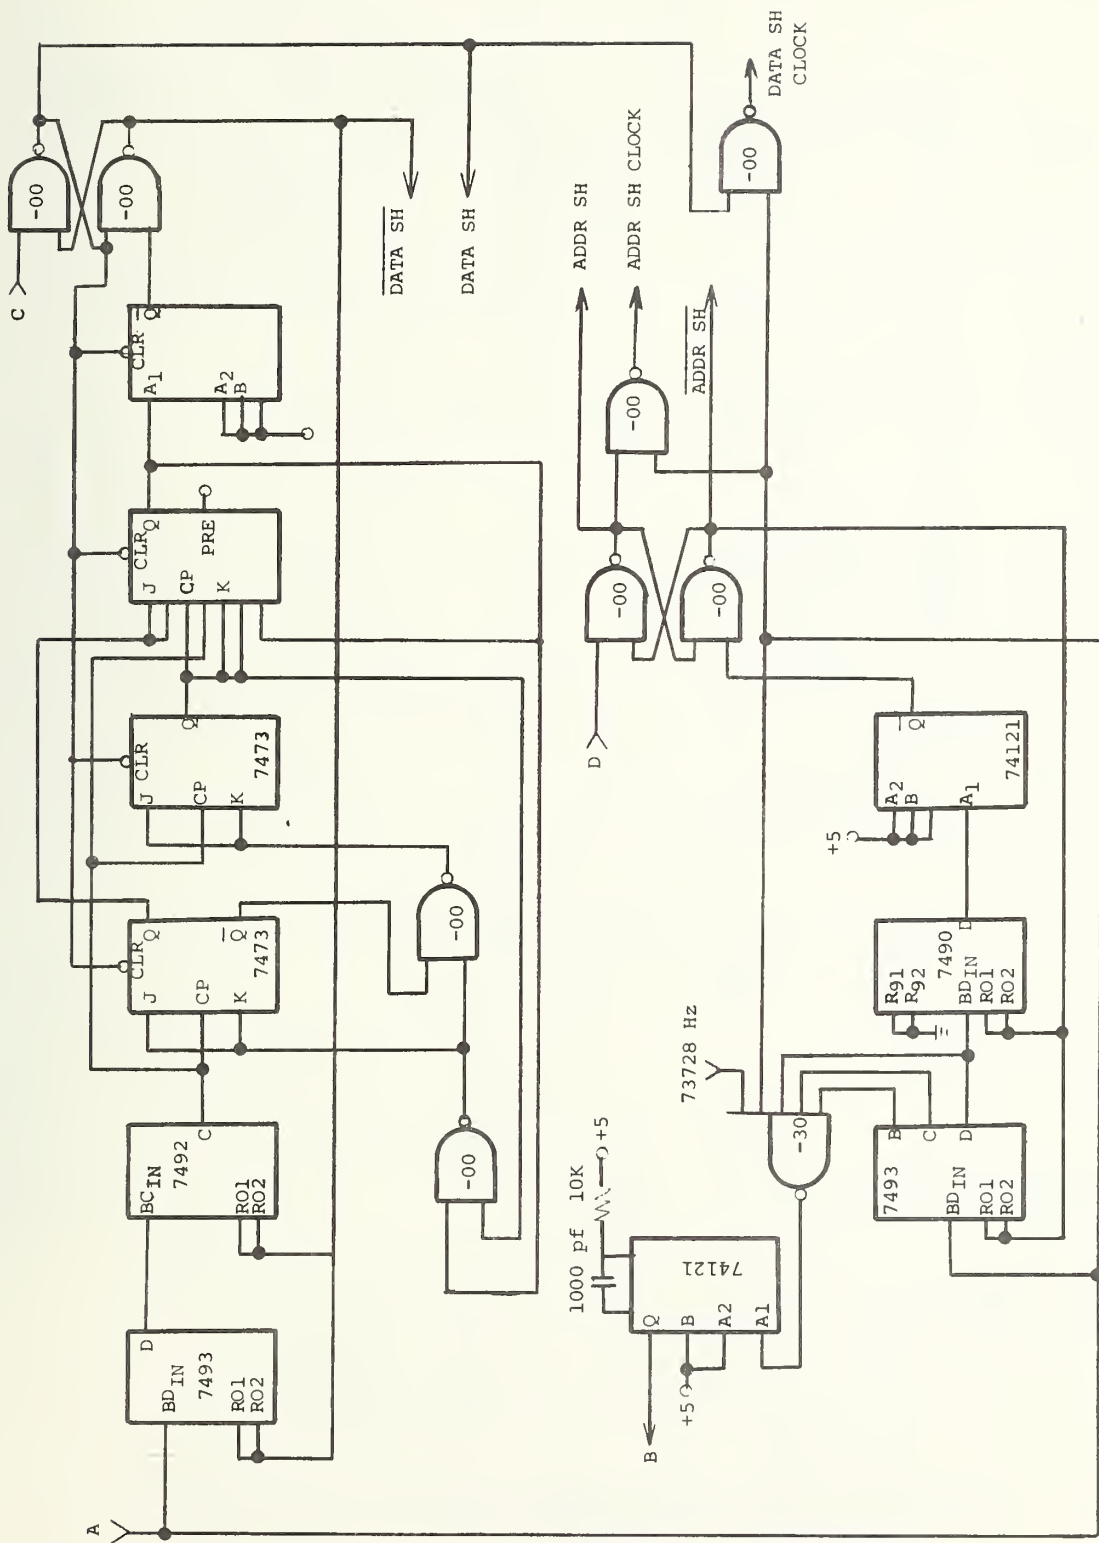 A
BD IN
7493
RO1
RO2
D
BC IN
7492
RO1
RO2
C
J
CP
K
CLR
Q
Q
7473
J
CP
K
CLR
Q
7473
J
CP
K
CLR
Q
PRE
A1
A2
B
CLR
Q
C
-00
-00
-00
-00
DATA SH
DATA SH
1000 pf 10K
+5
Q
B
A2
A1
74121
+5
B
73728 Hz
-30
7493
BD IN
RO1
RO2
B
C
D
R91
R92
7490
BD IN
RO1
RO2
D
+5
A2
B
A1
74121
Q
D
-00
-00
-00
ADDR SH
ADDR SH CLOCK
ADDR SH
-00
DATA SH
CLOCK